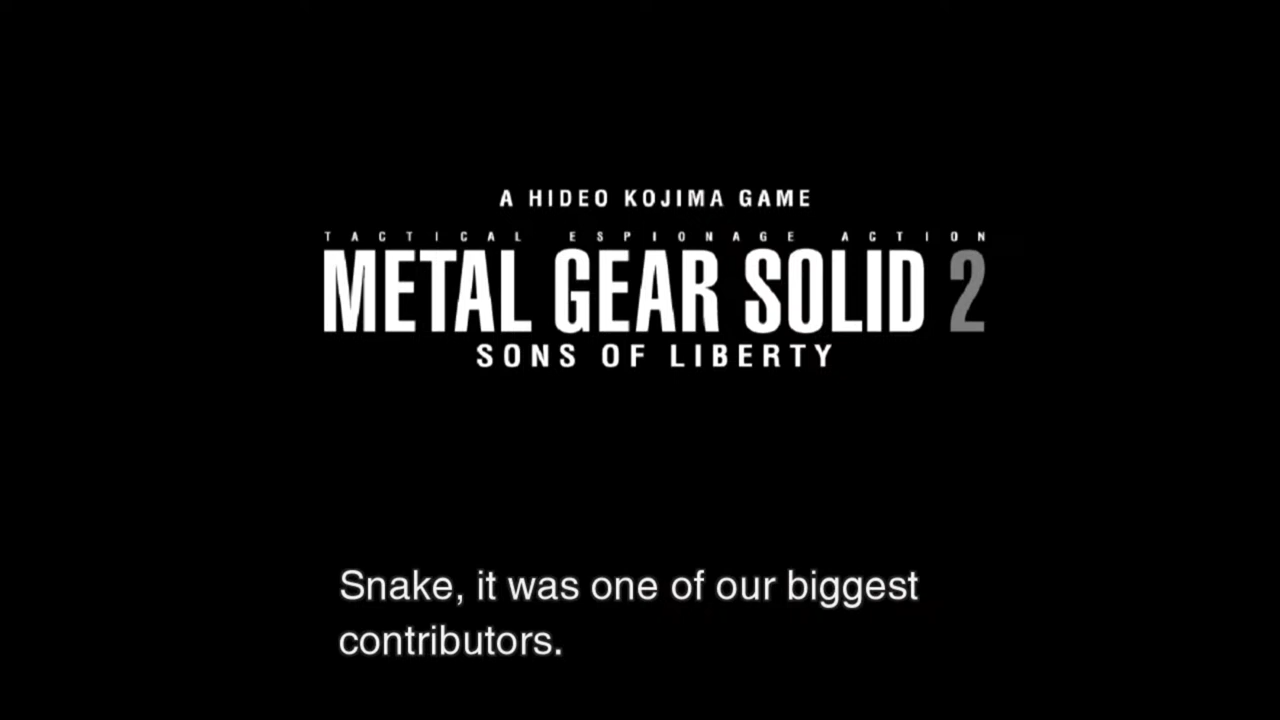 A HIDEO KOJIMA GAME
TACTICAL ESPIONAGE ACTION
METAL GEAR SOLID 2
SONS OF LIBERTY
Snake, it was one of our biggest
contributors.